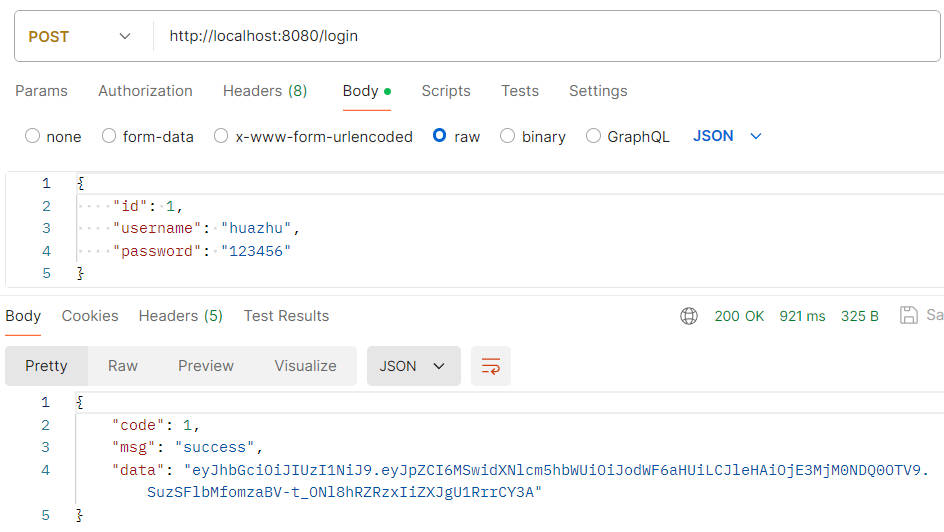 POST http://localhost:8080/login
Params Authorization Headers (8) Body Scripts Tests Settings
none form-data x-www-form-urlencoded raw binary GraphQL JSON
1 {
2 "id": 1,
3 "username": "huazhu",
4 "password": "123456"
5 }
Body Cookies Headers (5) Test Results 200 OK 921 ms 325 B Sa
Pretty Raw Preview Visualize JSON
1 {
2 "code": 1,
3 "msg": "success",
4 "data": "eyJhbGciOiJIUzI1NiJ9.eyJpZCI6MSwidXNlcm5hbWUiOiJodWF6aHUiLCJleHAiOjE3MjM0NDQ0OTV9.
SuzSFlbMfomzaBV-t_ONl8hRZRzxIiZXJgU1RrrCY3A"
5 }